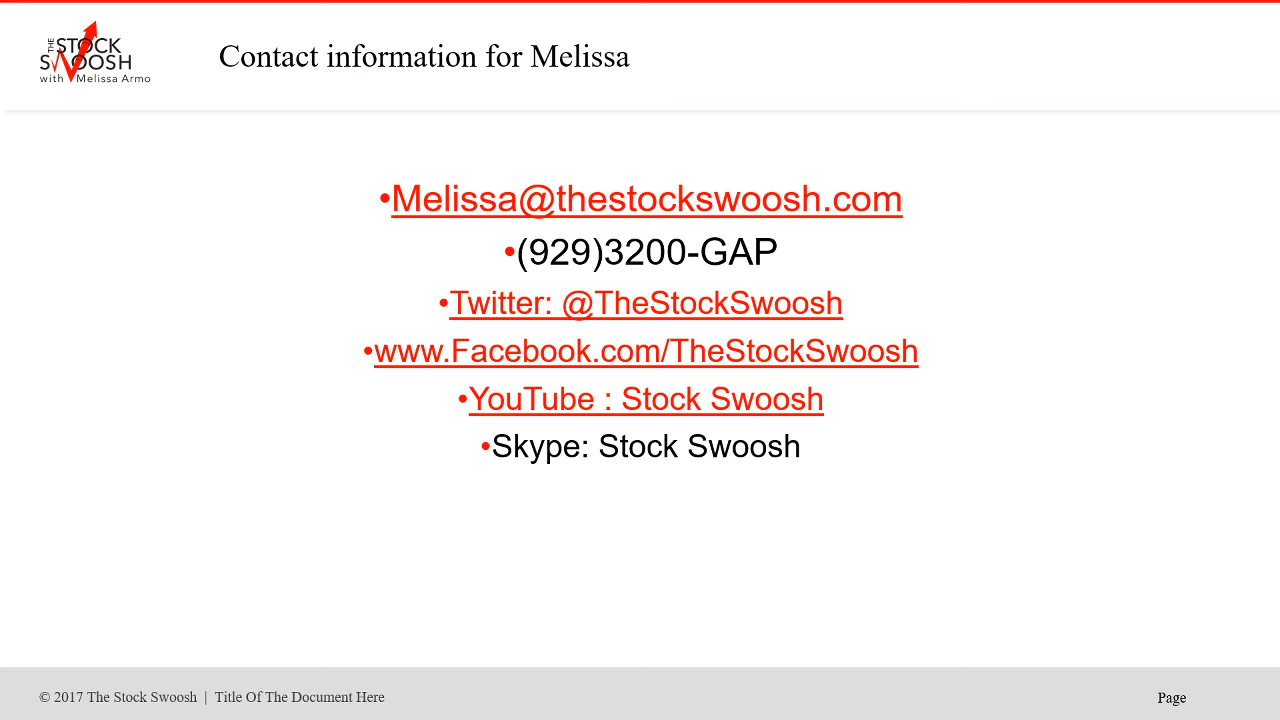 THE STOCK
SWOOSH
with Melissa Armo
Contact information for Melissa
•Melissa@thestockswoosh.com
•(929)3200-GAP
•Twitter: @TheStockSwoosh
•www.Facebook.com/TheStockSwoosh
•YouTube : Stock Swoosh
•Skype: Stock Swoosh
© 2017 The Stock Swoosh | Title Of The Document Here
Page